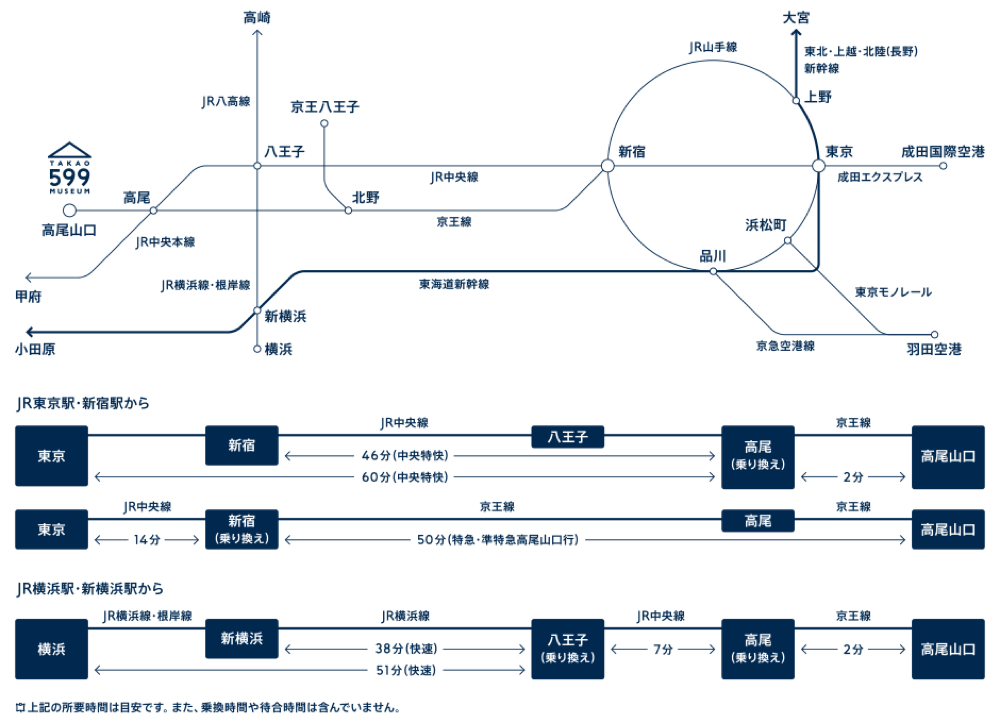 高崎
大宮
JR山手線
東北・上越・北陸(長野)
新幹線
JR八高線
京王八王子
上野
TAKAO
599
MUSEUM
八王子
新宿
東京
成田国際空港
JR中央線
成田エクスプレス
高尾
北野
高尾山口
京王線
浜松町
JR中央本線
品川
甲府
JR横浜線・根岸線
東海道新幹線
東京モノレール
新横浜
小田原
横浜
京急空港線
羽田空港
JR東京駅・新宿駅から
JR中央線
京王線
東京
新宿
八王子
高尾
(乗り換え)
高尾山口
46分(中央特快)
60分(中央特快)
2分
JR中央線
京王線
京王線
東京
新宿
(乗り換え)
高尾
高尾山口
14分
50分(特急・準特急高尾山口行)
JR横浜駅・新横浜駅から
JR横浜線・根岸線
JR横浜線
JR中央線
京王線
横浜
新横浜
八王子
(乗り換え)
高尾
(乗り換え)
高尾山口
38分(快速)
7分
2分
51分(快速)
上記の所要時間は目安です。また、乗換時間や待合時間は含んでいません。